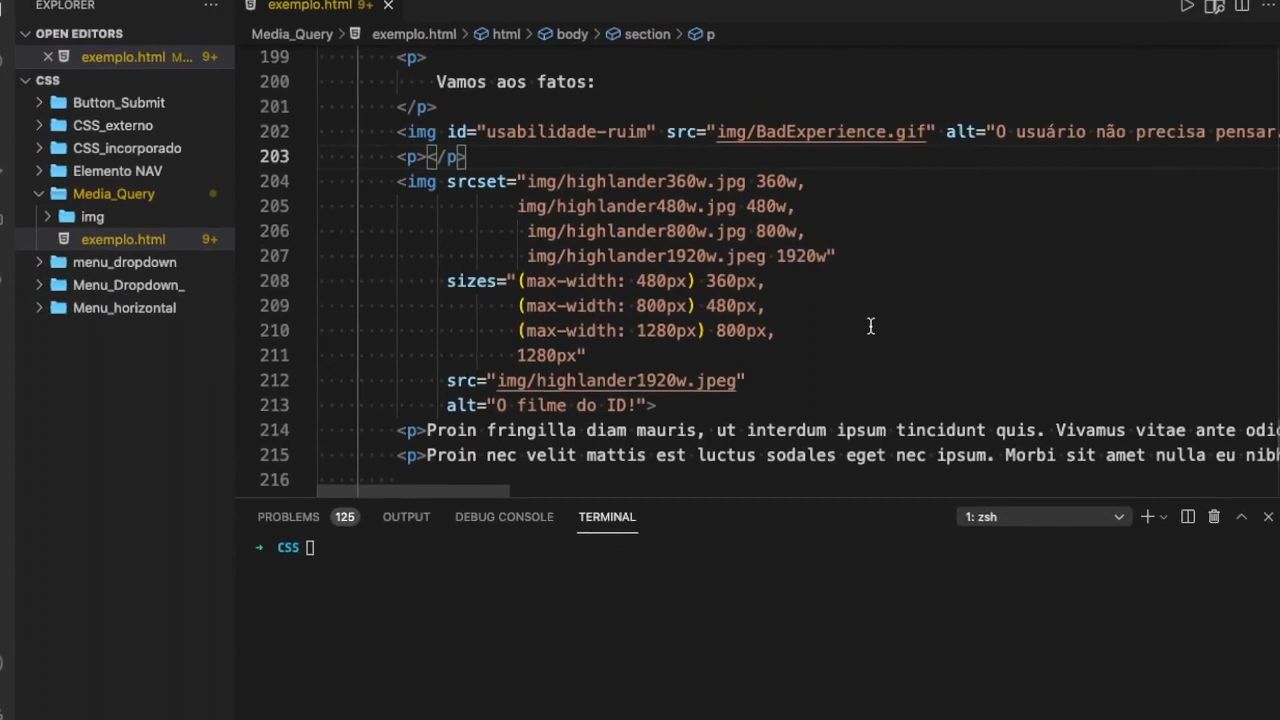 EXPLORER
···
exemplo.html 9+
OPEN EDITORS
exemplo.html M... 9+
CSS
Button_Submit
CSS_externo
CSS_incorporado
Elemento NAV
Media_Query
img
exemplo.html 9+
menu_dropdown
Menu_Dropdown_
Menu_horizontal
Media_Query > exemplo.html > html > body > section > p
199 <p>
200 Vamos aos fatos:
201 </p>
202 <img id="usabilidade-ruim" src="img/BadExperience.gif" alt="O usuário não precisa pensar.
203 <p></p>
204 <img srcset="img/highlander360w.jpg 360w,
205 img/highlander480w.jpg 480w,
206 img/highlander800w.jpg 800w,
207 img/highlander1920w.jpeg 1920w"
208 sizes="(max-width: 480px) 360px,
209 (max-width: 800px) 480px,
210 (max-width: 1280px) 800px,
211 1280px"
212 src="img/highlander1920w.jpeg"
213 alt="O filme do ID!">
214 <p>Proin fringilla diam mauris, ut interdum ipsum tincidunt quis. Vivamus vitae ante odi
215 <p>Proin nec velit mattis est luctus sodales eget nec ipsum. Morbi sit amet nulla eu nibh
216
PROBLEMS 125 OUTPUT DEBUG CONSOLE TERMINAL 1: zsh
→ CSS